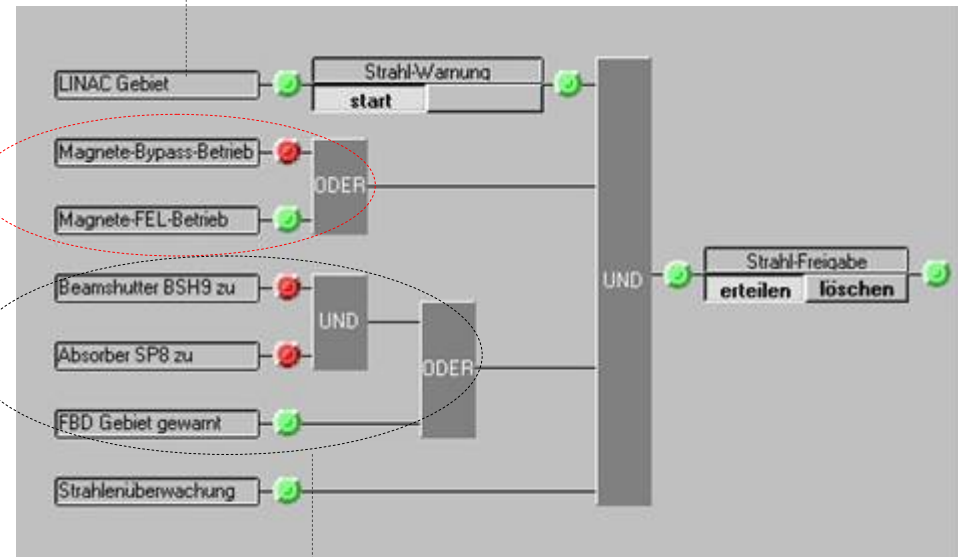 LINAC Gebiet
Strahl-Warnung
start
Magnete-Bypass-Betrieb
ODER
Magnete-FEL-Betrieb
Beamshutter BSH9 zu
UND
Absorber SP8 zu
ODER
FBD Gebiet gewarnt
Strahlenüberwachung
UND
Strahl-Freigabe
erteilen löschen